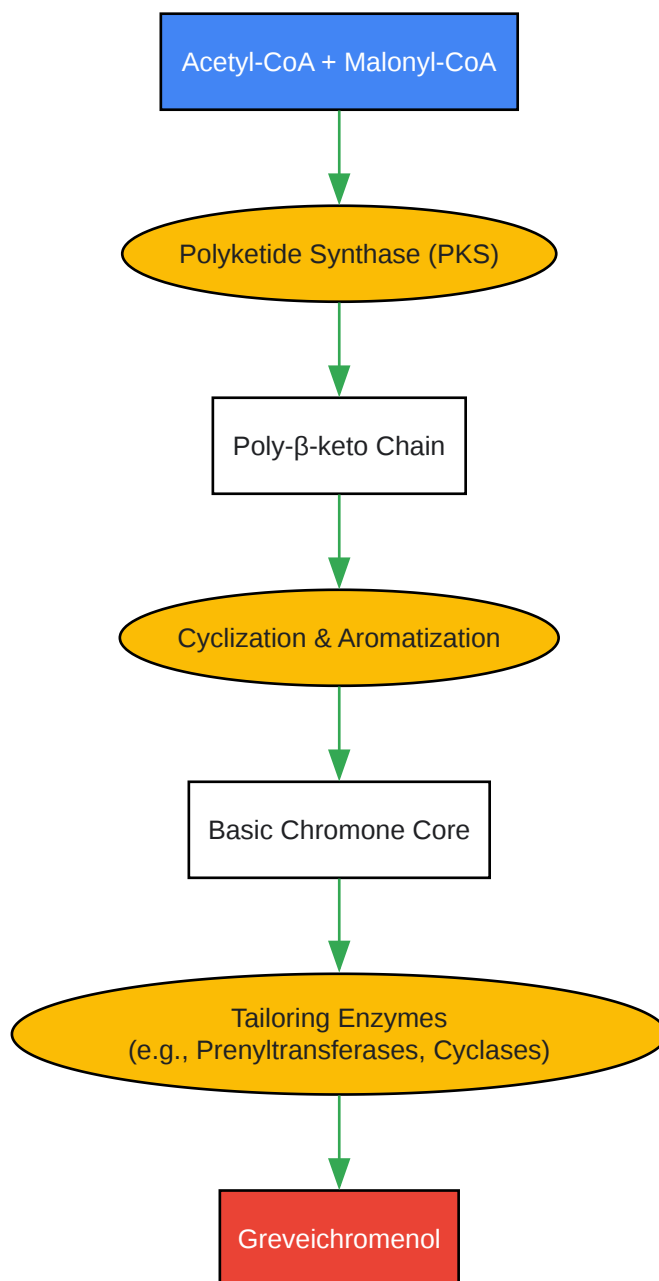 Acetyl-CoA + Malonyl-CoA
Polyketide Synthase (PKS)
Poly-β-keto Chain
Cyclization & Aromatization
Basic Chromone Core
Tailoring Enzymes
(e.g., Prenyltransferases, Cyclases)
Greveichromenol